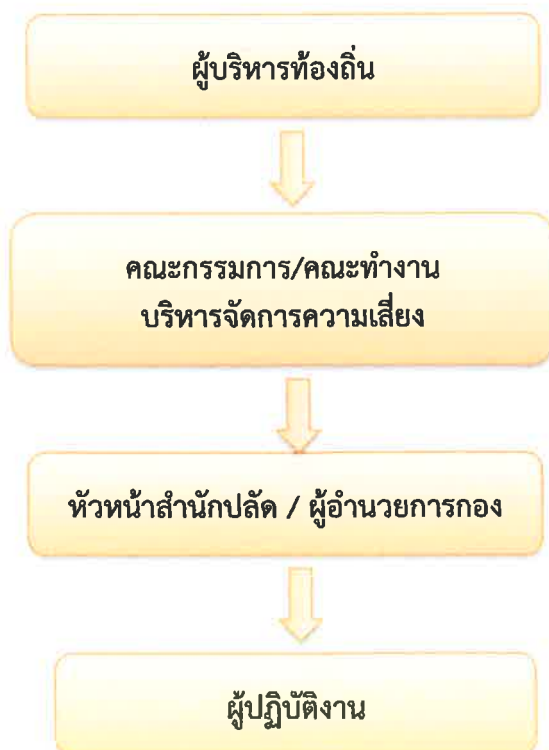 ผู้บริหารท้องถิ่น
คณะกรรมการ/คณะทำงาน
บริหารจัดการความเสี่ยง
หัวหน้าสำนักปลัด / ผู้อำนวยการกอง
ผู้ปฏิบัติงาน